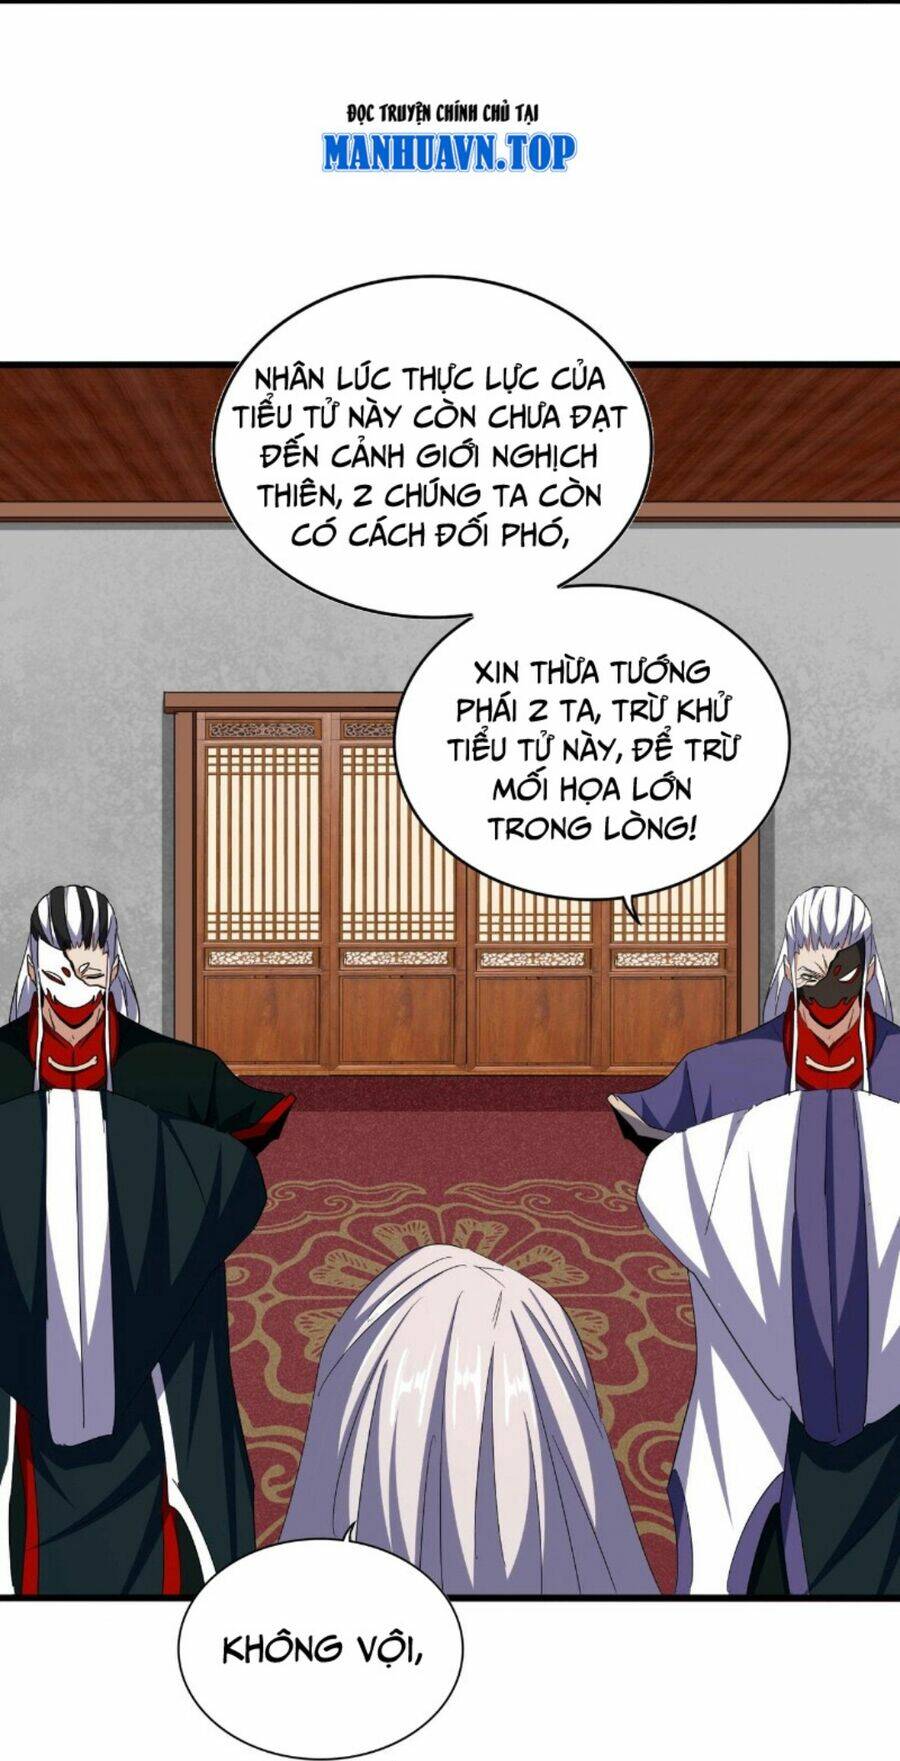 ĐỌC TRUYỆN CHÍNH CHỦ TẠI
MANHUAVN.TOP
NHÂN LÚC THỰC LỰC CỦA
TIỂU TỬ NÀY CÒN CHƯA ĐẠT
ĐẾN CẢNH GIỚI NGHỊCH
THIÊN, 2 CHÚNG TA CÒN
CÓ CÁCH ĐỐI PHÓ,
XIN THỪA TƯỚNG
PHÁI 2 TA, TRỪ KHỬ
TIỂU TỬ NÀY, ĐỂ TRỪ
MỐI HỌA LỚN
TRONG LÒNG!
KHÔNG VỘI,